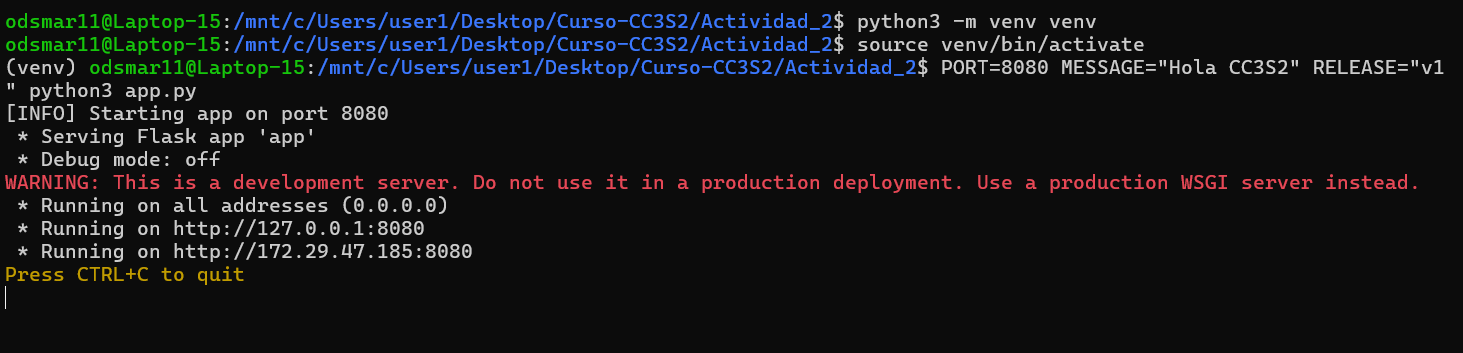 odsmar11@Laptop-15:/mnt/c/Users/user1/Desktop/Curso-CC3S2/Actividad_2$ python3 -m venv venv
odsmar11@Laptop-15:/mnt/c/Users/user1/Desktop/Curso-CC3S2/Actividad_2$ source venv/bin/activate
(venv) odsmar11@Laptop-15:/mnt/c/Users/user1/Desktop/Curso-CC3S2/Actividad_2$ PORT=8080 MESSAGE="Hola CC3S2" RELEASE="v1
" python3 app.py
[INFO] Starting app on port 8080
 * Serving Flask app 'app'
 * Debug mode: off
WARNING: This is a development server. Do not use it in a production deployment. Use a production WSGI server instead.
 * Running on all addresses (0.0.0.0)
 * Running on http://127.0.0.1:8080
 * Running on http://172.29.47.185:8080
Press CTRL+C to quit